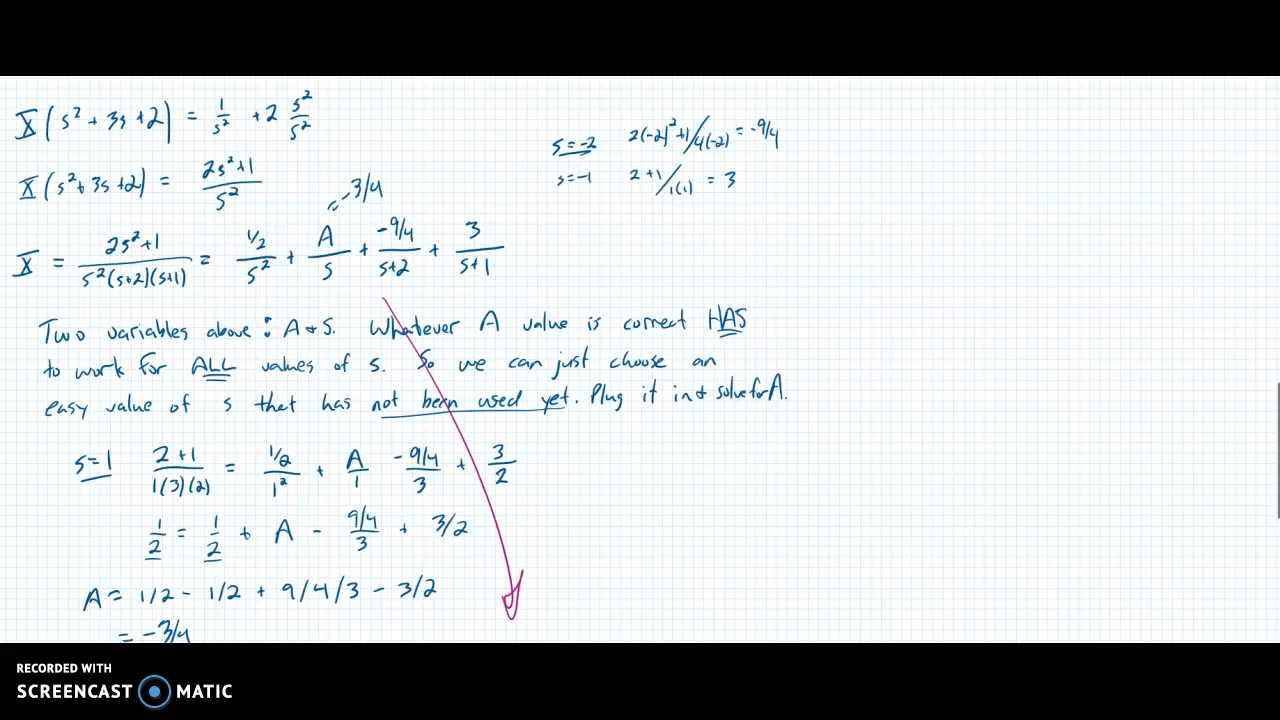 X(s² + 3s + 2) = 1/s² + 2 s²/s²
X(s² + 3s + 2) = (2s²+1)/s²
-3/4
X = (2s²+1)/(s²(s+2)(s+1)) = (1/2)/s² + A/s + (-9/4)/(s+2) + 3/(s+1)
s=-2 2(-2)²+1/4(-2) = -9/4
s=-1 2+1/1(1) = 3
Two variables above: A & S. Whatever A value is correct HAS
to work for ALL values of s. So we can just choose an
easy value of s that has not been used yet. Plug it in & solve for A.
s=1 (2+1)/(1(3)(2)) = (1/2)/1² + A/1 - (9/4)/3 + 3/2
1/2 = 1/2 + A - (9/4)/3 + 3/2
A = 1/2 - 1/2 + 9/4/3 - 3/2
= -3/4
RECORDED WITH
SCREENCAST MATIC